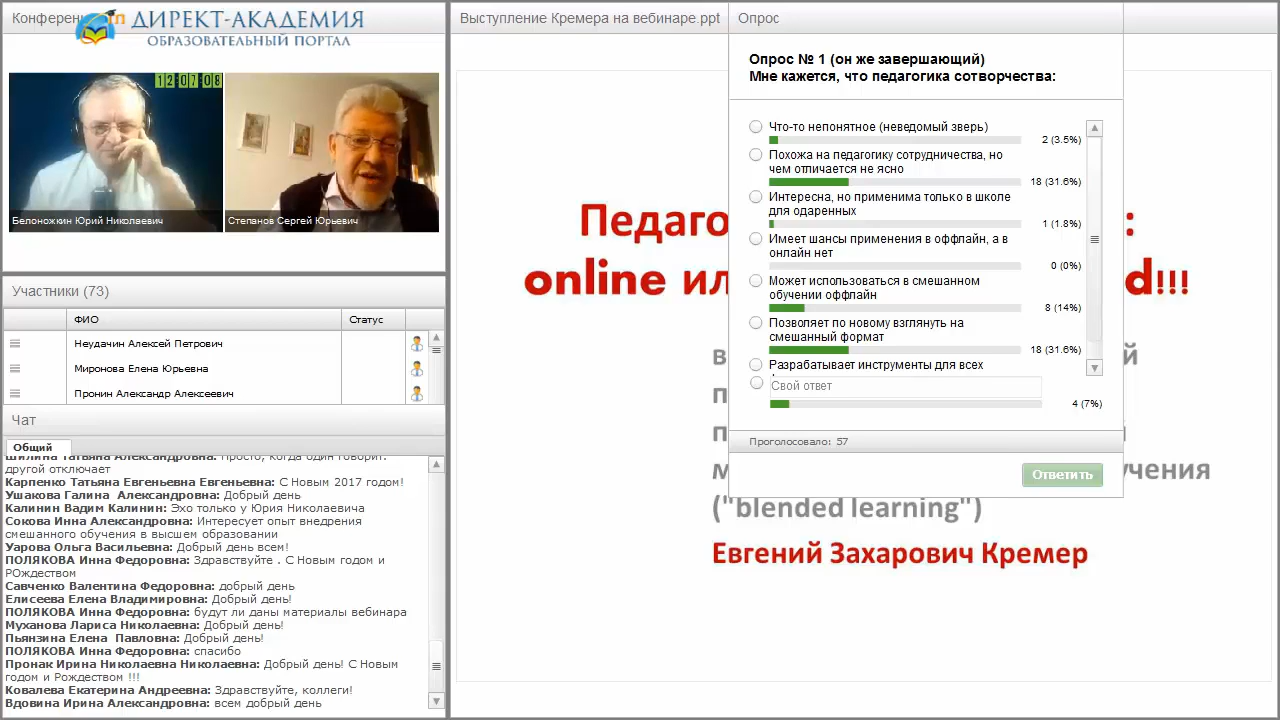 Конферен
ДИРЕКТ-АКАДЕМИЯ
ОБРАЗОВАТЕЛЬНЫЙ ПОРТАЛ
12:07:08
Белоножкин Юрий Николаевич
Степанов Сергей Юрьевич
Участники (73)
ФИО
Статус
Неудачин Алексей Петрович
Миронова Елена Юрьевна
Пронин Александр Алексеевич
Чат
Общий
Шилина Татьяна Александровна: Просто, когда один говорит.
другой отключает
Карпенко Татьяна Евгеньевна Евгеньевна: С Новым 2017 годом!
Ушакова Галина Александровна: Добрый день
Калинин Вадим Калинин: Эхо только у Юрия Николаевича
Сокова Инна Александровна: Интересует опыт внедрения
смешанного обучения в высшем образовании
Уарова Ольга Васильевна: Добрый день всем!
ПОЛЯКОВА Инна Федоровна: Здравствуйте . С Новым годом и
РОждеством
Савченко Валентина Федоровна: добрый день
Елисеева Елена Владимировна: Добрый день!
ПОЛЯКОВА Инна Федоровна: будут ли даны материалы вебинара
Муханова Лариса Николаевна: Добрый день!
Пьянзина Елена Павловна: Добрый день!
ПОЛЯКОВА Инна Федоровна: спасибо
Пронак Ирина Николаевна Николаевна: Добрый день! С Новым
годом и Рождеством !!!
Ковалева Екатерина Андреевна: Здравствуйте, коллеги!
Вдовина Ирина Александровна: всем добрый день
Выступление Кремера на вебинаре.ppt
Педаго :
online ил d!!!
в й
п
п
м учения
("blended learning")
Евгений Захарович Кремер
Опрос
Опрос № 1 (он же завершающий)
Мне кажется, что педагогика сотворчества:
Что-то непонятное (неведомый зверь)
2 (3.5%)
Похожа на педагогику сотрудничества, но
чем отличается не ясно
18 (31.6%)
Интересна, но применима только в школе
для одаренных
1 (1.8%)
Имеет шансы применения в оффлайн, а в
онлайн нет
0 (0%)
Может использоваться в смешанном
обучении оффлайн
8 (14%)
Позволяет по новому взглянуть на
смешанный формат
18 (31.6%)
Разрабатывает инструменты для всех
Свой ответ
4 (7%)
Проголосовало: 57
Ответить